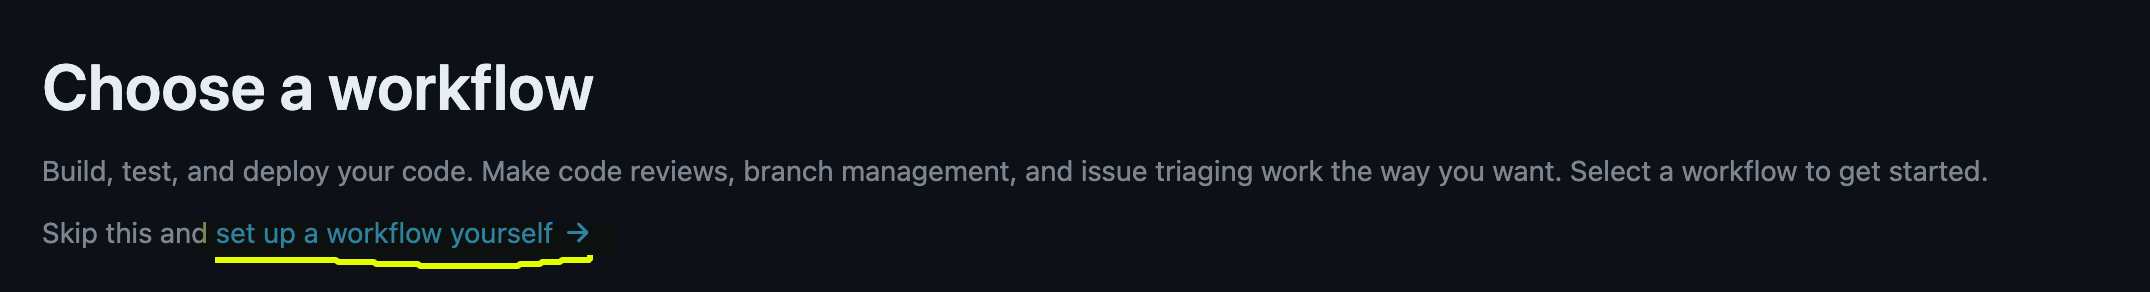 Choose a workflow
Build, test, and deploy your code. Make code reviews, branch management, and issue triaging work the way you want. Select a workflow to get started.
Skip this and set up a workflow yourself →